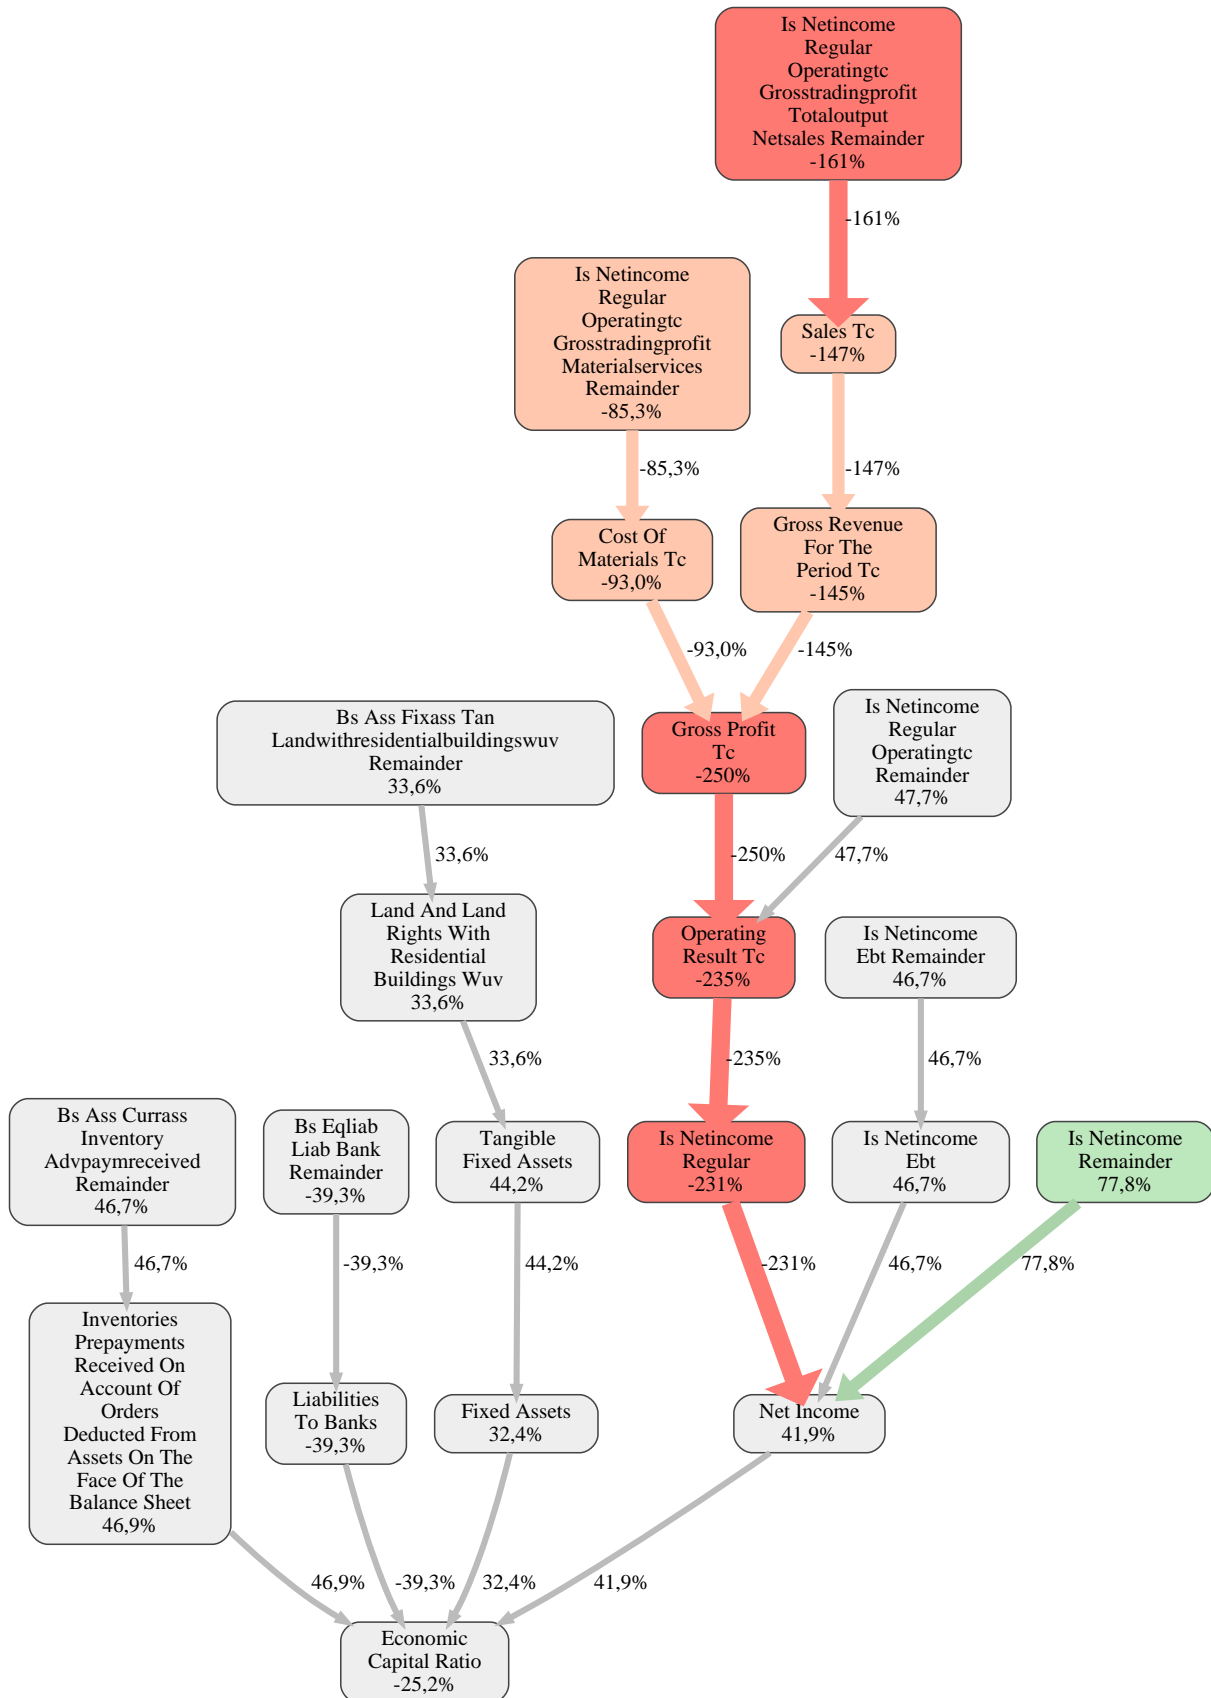 Is Netincome
Regular
Operatingtc
Grosstradingprofit
Totaloutput
Netsales Remainder
-161%
-161%
Is Netincome
Regular
Operatingtc
Grosstradingprofit
Materialservices
Remainder
-85,3%
Sales Tc
-147%
-85,3%
-147%
Cost Of
Materials Tc
-93,0%
Gross Revenue
For The
Period Tc
-145%
-93,0%
-145%
Bs Ass Fixass Tan
Landwithresidentialbuildingswuv
Remainder
33,6%
Gross Profit
Tc
-250%
Is Netincome
Regular
Operatingtc
Remainder
47,7%
33,6%
-250%
47,7%
Land And Land
Rights With
Residential
Buildings Wuv
33,6%
Operating
Result Tc
-235%
Is Netincome
Ebt Remainder
46,7%
33,6%
-235%
46,7%
Bs Ass Currass
Inventory
Advpaymreceived
Remainder
46,7%
Bs Eqliab
Liab Bank
Remainder
-39,3%
Tangible
Fixed Assets
44,2%
Is Netincome
Regular
-231%
Is Netincome
Ebt
46,7%
Is Netincome
Remainder
77,8%
46,7%
-39,3%
44,2%
-231%
46,7%
77,8%
Inventories
Prepayments
Received On
Account Of
Orders
Deducted From
Assets On The
Face Of The
Balance Sheet
46,9%
Liabilities
To Banks
-39,3%
Fixed Assets
32,4%
Net Income
41,9%
46,9%
-39,3%
32,4%
41,9%
Economic
Capital Ratio
-25,2%